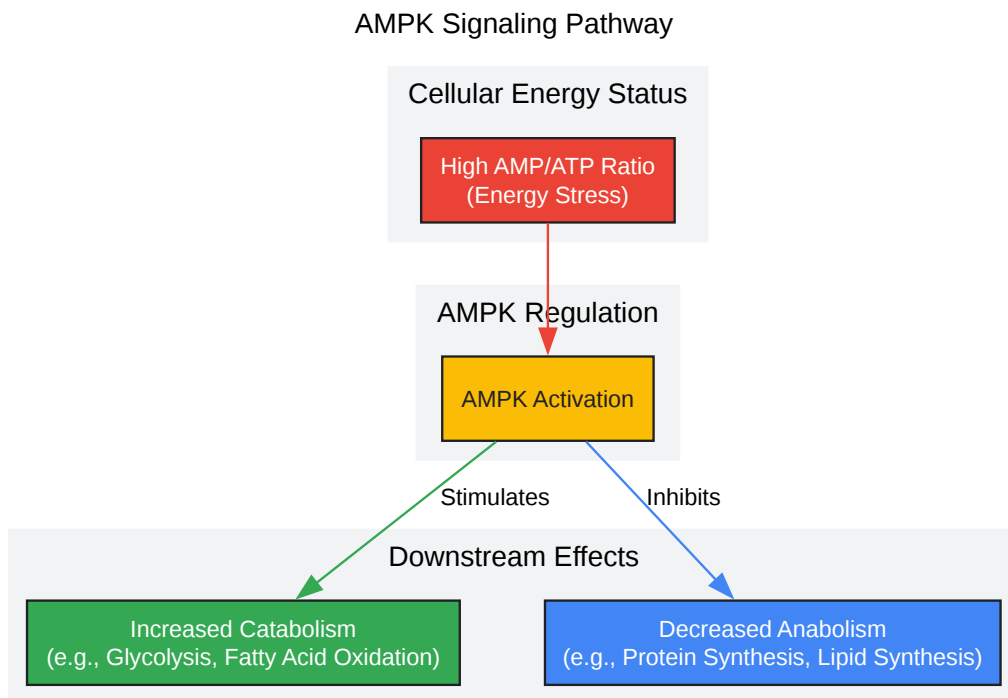 AMPK Signaling Pathway
Cellular Energy Status
High AMP/ATP Ratio
(Energy Stress)
AMPK Regulation
AMPK Activation
Stimulates
Inhibits
Downstream Effects
Increased Catabolism
(e.g., Glycolysis, Fatty Acid Oxidation)
Decreased Anabolism
(e.g., Protein Synthesis, Lipid Synthesis)